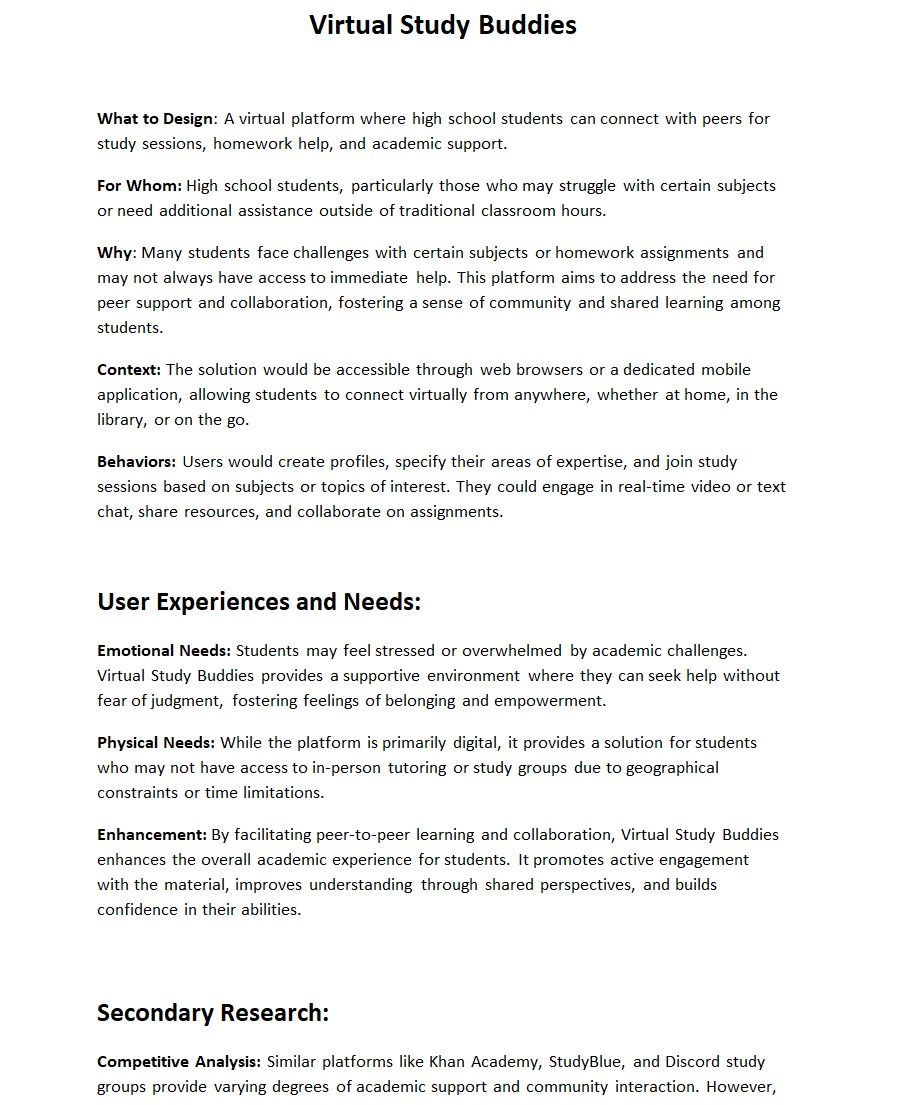 Virtual Study Buddies
What to Design: A virtual platform where high school students can connect with peers for
study sessions, homework help, and academic support.
For Whom: High school students, particularly those who may struggle with certain subjects
or need additional assistance outside of traditional classroom hours.
Why: Many students face challenges with certain subjects or homework assignments and
may not always have access to immediate help. This platform aims to address the need for
peer support and collaboration, fostering a sense of community and shared learning among
students.
Context: The solution would be accessible through web browsers or a dedicated mobile
application, allowing students to connect virtually from anywhere, whether at home, in the
library, or on the go.
Behaviors: Users would create profiles, specify their areas of expertise, and join study
sessions based on subjects or topics of interest. They could engage in real-time video or text
chat, share resources, and collaborate on assignments.
User Experiences and Needs:
Emotional Needs: Students may feel stressed or overwhelmed by academic challenges.
Virtual Study Buddies provides a supportive environment where they can seek help without
fear of judgment, fostering feelings of belonging and empowerment.
Physical Needs: While the platform is primarily digital, it provides a solution for students
who may not have access to in-person tutoring or study groups due to geographical
constraints or time limitations.
Enhancement: By facilitating peer-to-peer learning and collaboration, Virtual Study Buddies
enhances the overall academic experience for students. It promotes active engagement
with the material, improves understanding through shared perspectives, and builds
confidence in their abilities.
Secondary Research:
Competitive Analysis: Similar platforms like Khan Academy, StudyBlue, and Discord study
groups provide varying degrees of academic support and community interaction. However,